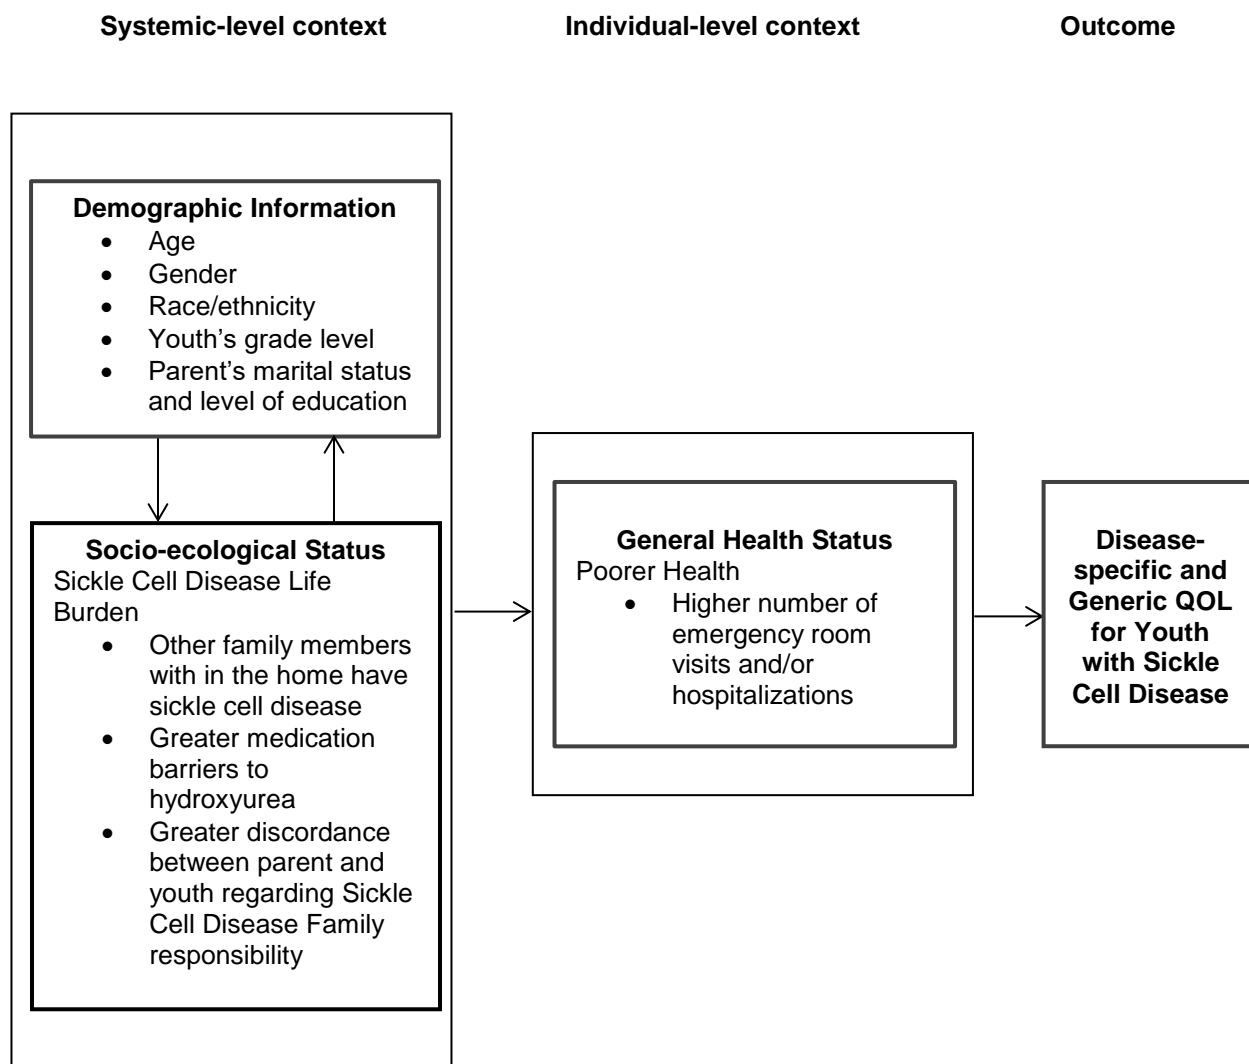 Systemic-level context
Individual-level context
Outcome
Demographic Information
• Age
• Gender
• Race/ethnicity
• Youth’s grade level
• Parent’s marital status
and level of education
Socio-ecological Status
Sickle Cell Disease Life
Burden
• Other family members
with in the home have
sickle cell disease
• Greater medication
barriers to
hydroxyurea
• Greater discordance
between parent and
youth regarding Sickle
Cell Disease Family
responsibility
General Health Status
Poorer Health
• Higher number of
emergency room
visits and/or
hospitalizations
Disease-
specific and
Generic QOL
for Youth
with Sickle
Cell Disease